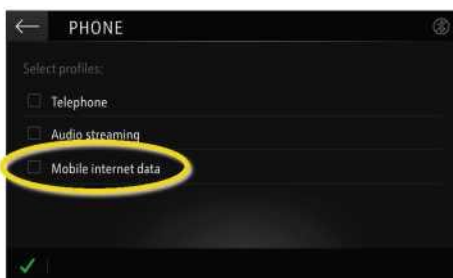 PHONE
Select profiles:
Telephone
Audio streaming
Mobile internet data